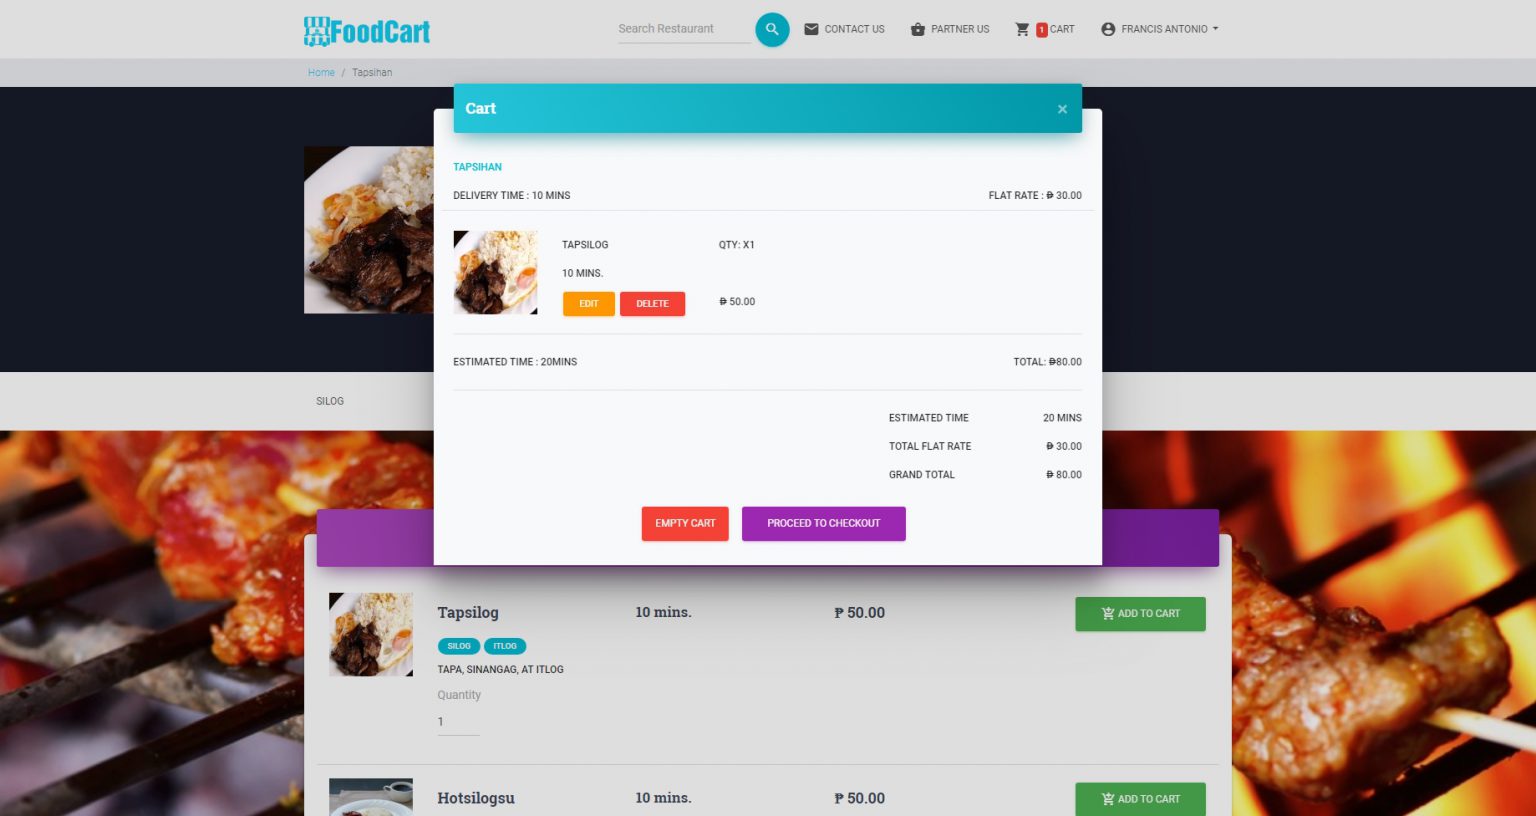 FoodCart
Search Restaurant
CONTACT US
PARTNER US
1 CART
FRANCIS ANTONIO
Home / Tapsihan
Cart
×
TAPSIHAN
DELIVERY TIME : 10 MINS
FLAT RATE : ₱ 30.00
TAPSILOG
QTY: X1
10 MINS.
EDIT
DELETE
₱ 50.00
ESTIMATED TIME : 20MINS
TOTAL: ₱80.00
SILOG
ESTIMATED TIME
20 MINS
TOTAL FLAT RATE
₱ 30.00
GRAND TOTAL
₱ 80.00
EMPTY CART
PROCEED TO CHECKOUT
Tapsilog
10 mins.
₱ 50.00
ADD TO CART
SILOG
ITLOG
TAPA, SINANGAG, AT ITLOG
Quantity
1
Hotsilogsu
10 mins.
₱ 50.00
ADD TO CART